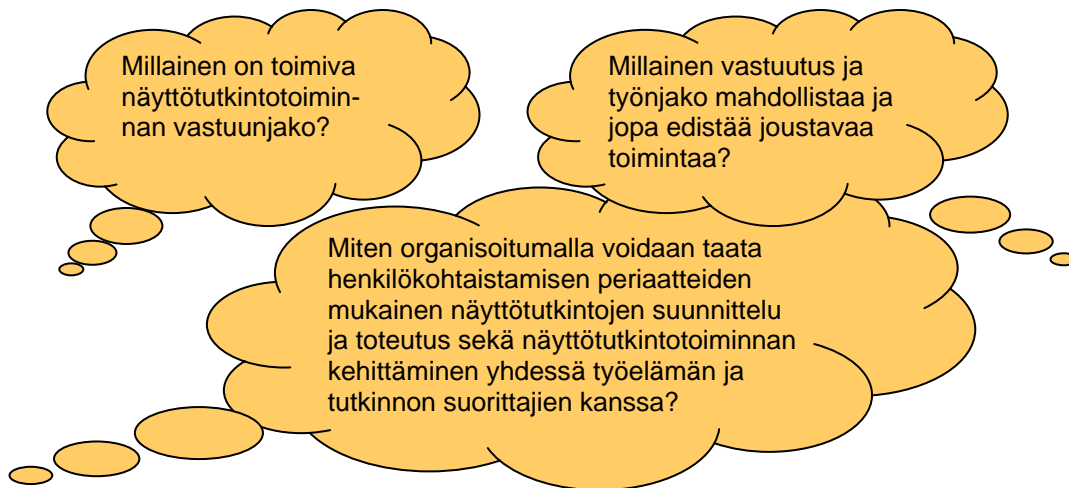 Millainen on toimiva
näyttötutkintotoimin-
nan vastuunjako?
Millainen vastuutus ja
työnjako mahdollistaa ja
jopa edistää joustavaa
toimintaa?
Miten organisoitumalla voidaan taata
henkilökohtaistamisen periaatteiden
mukainen näyttötutkintojen suunnittelu
ja toteutus sekä näyttötutkintotoiminnan
kehittäminen yhdessä työelämän ja
tutkinnon suorittajien kanssa?